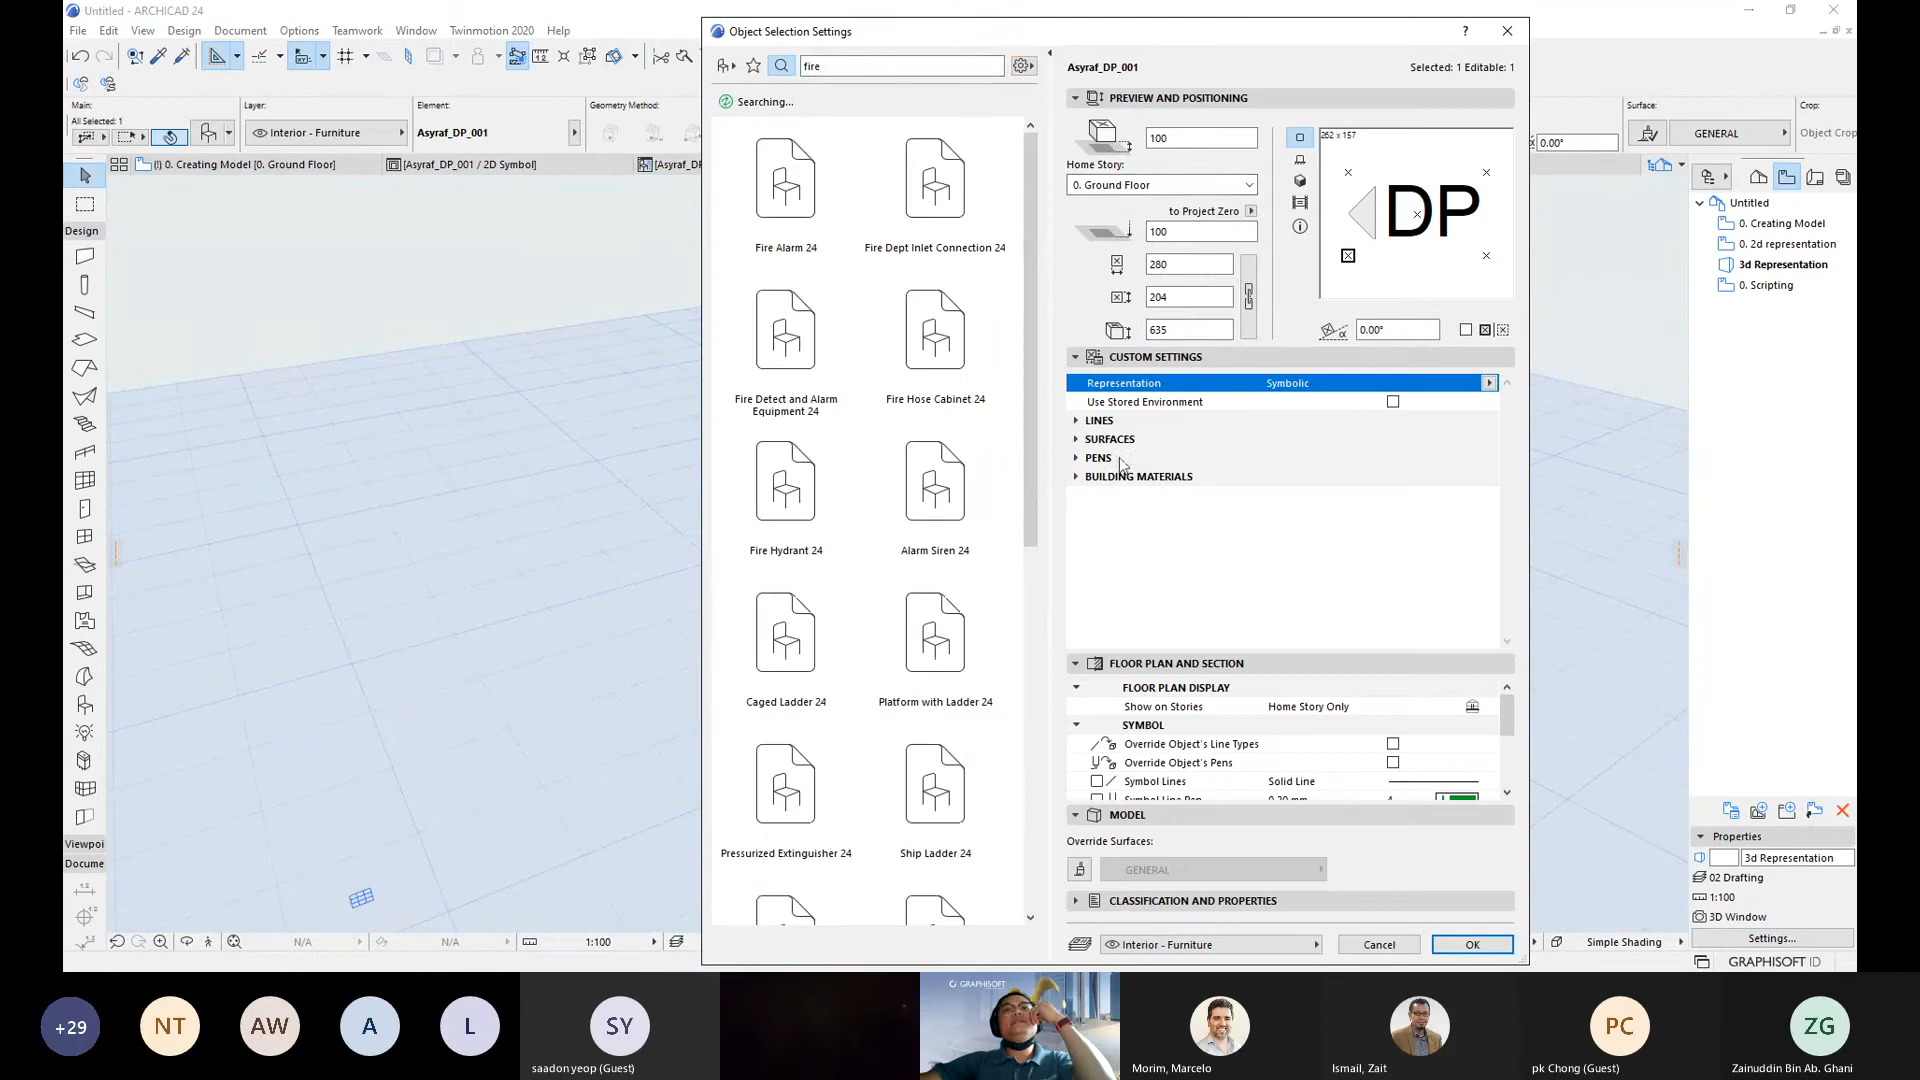 Untitled - ARCHICAD 24
File Edit View Design Document Options Teamwork Window Twinmotion 2020 Help
Main:
All Selected: 1
Layer:
Interior - Furniture
Element:
Asyraf_DP_001
Geometry Method:
(!) 0. Creating Model [0. Ground Floor]
[Asyraf_DP_001 / 2D Symbol]
[Asyraf_DP
Design
Viewpoi
Docume
N/A
N/A
1:100
Object Selection Settings
?
fire
Searching...
Fire Alarm 24
Fire Dept Inlet Connection 24
Fire Detect and Alarm
Equipment 24
Fire Hose Cabinet 24
Fire Hydrant 24
Alarm Siren 24
Caged Ladder 24
Platform with Ladder 24
Pressurized Extinguisher 24
Ship Ladder 24
Asyraf_DP_001
Selected: 1 Editable: 1
PREVIEW AND POSITIONING
100
Home Story:
0. Ground Floor
to Project Zero
100
280
204
635
262 x 157
DP
0.00°
CUSTOM SETTINGS
Representation Symbolic
Use Stored Environment
LINES
SURFACES
PENS
BUILDING MATERIALS
FLOOR PLAN AND SECTION
FLOOR PLAN DISPLAY
Show on Stories Home Story Only
SYMBOL
Override Object's Line Types
Override Object's Pens
Symbol Lines Solid Line
Symbol Line Pen 0.20 mm 4
MODEL
Override Surfaces:
GENERAL
CLASSIFICATION AND PROPERTIES
Interior - Furniture
Cancel
OK
Surface:
GENERAL
Crop:
Object Crop
0.00°
Untitled
0. Creating Model
0. 2d representation
3d Representation
0. Scripting
Properties
3d Representation
02 Drafting
1:100
3D Window
Settings...
Simple Shading
GRAPHISOFT ID
+29
NT
AW
A
L
SY
saadon yeop (Guest)
GRAPHISOFT
Morim, Marcelo
Ismail, Zait
PC
pk Chong (Guest)
ZG
Zainuddin Bin Ab. Ghani